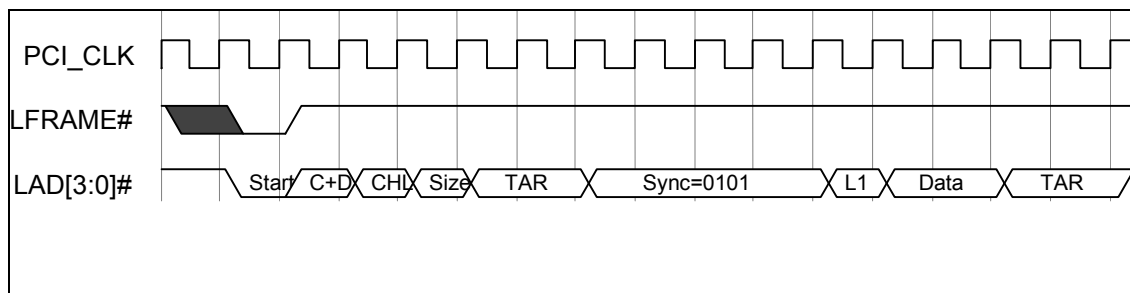 PCI_CLK
LFRAME#
LAD[3:0]# Start C+D CHL Size TAR Sync=0101 L1 Data TAR